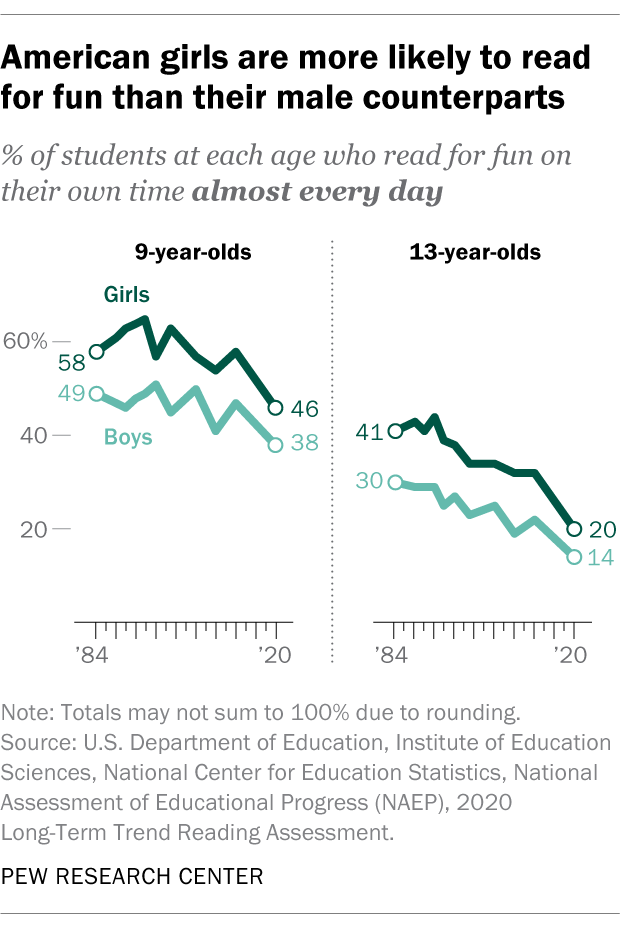 American girls are more likely to read
for fun than their male counterparts
% of students at each age who read for fun on
their own time almost every day
9-year-olds
13-year-olds
Girls
60%
58
49
46
38
40
Boys
41
30
20
20
14
’84
’20
’84
’20
Note: Totals may not sum to 100% due to rounding.
Source: U.S. Department of Education, Institute of Education
Sciences, National Center for Education Statistics, National
Assessment of Educational Progress (NAEP), 2020
Long-Term Trend Reading Assessment.
PEW RESEARCH CENTER